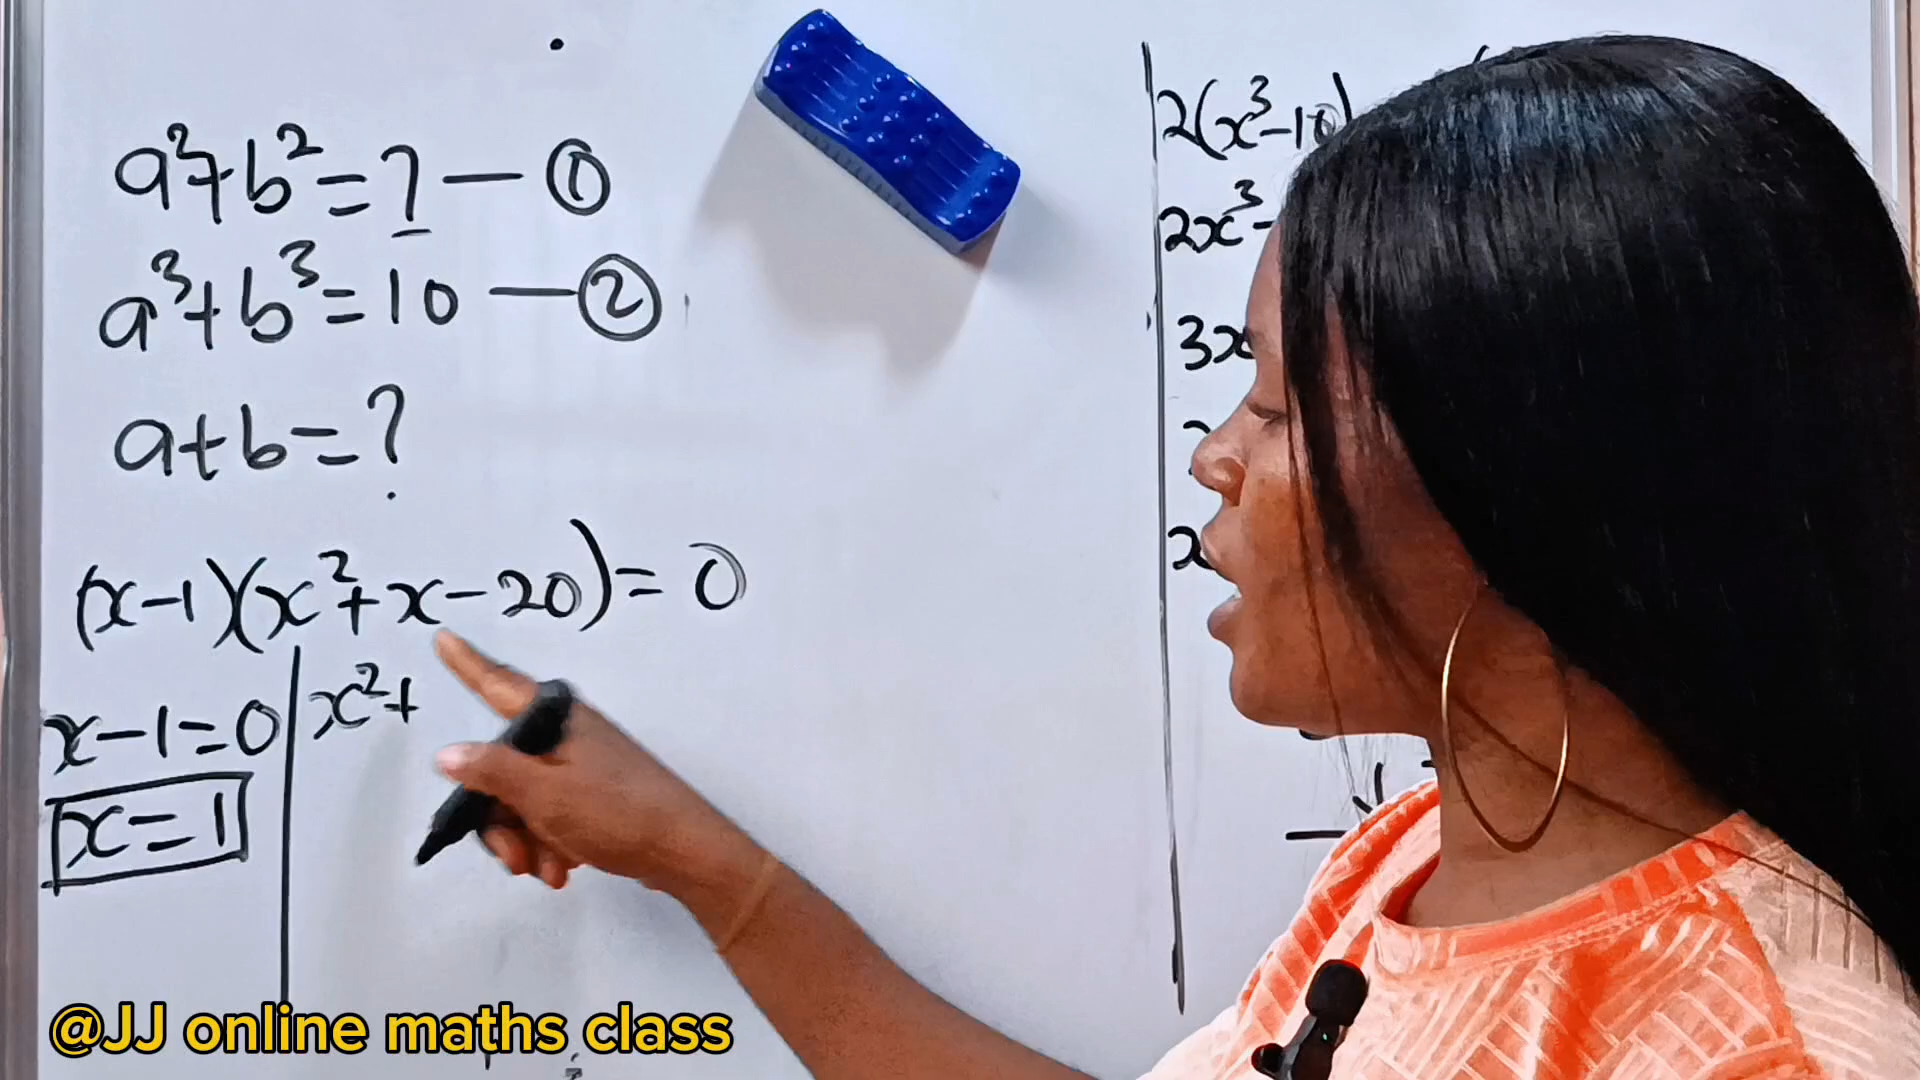 a²+b²=7 — ①
a³+b³=10 — ②
a+b=?
(x-1)(x²+x-20)=0
x-1=0
x=1
x²+
2(x³-10)
2x³-
3x
x
@JJ online maths class